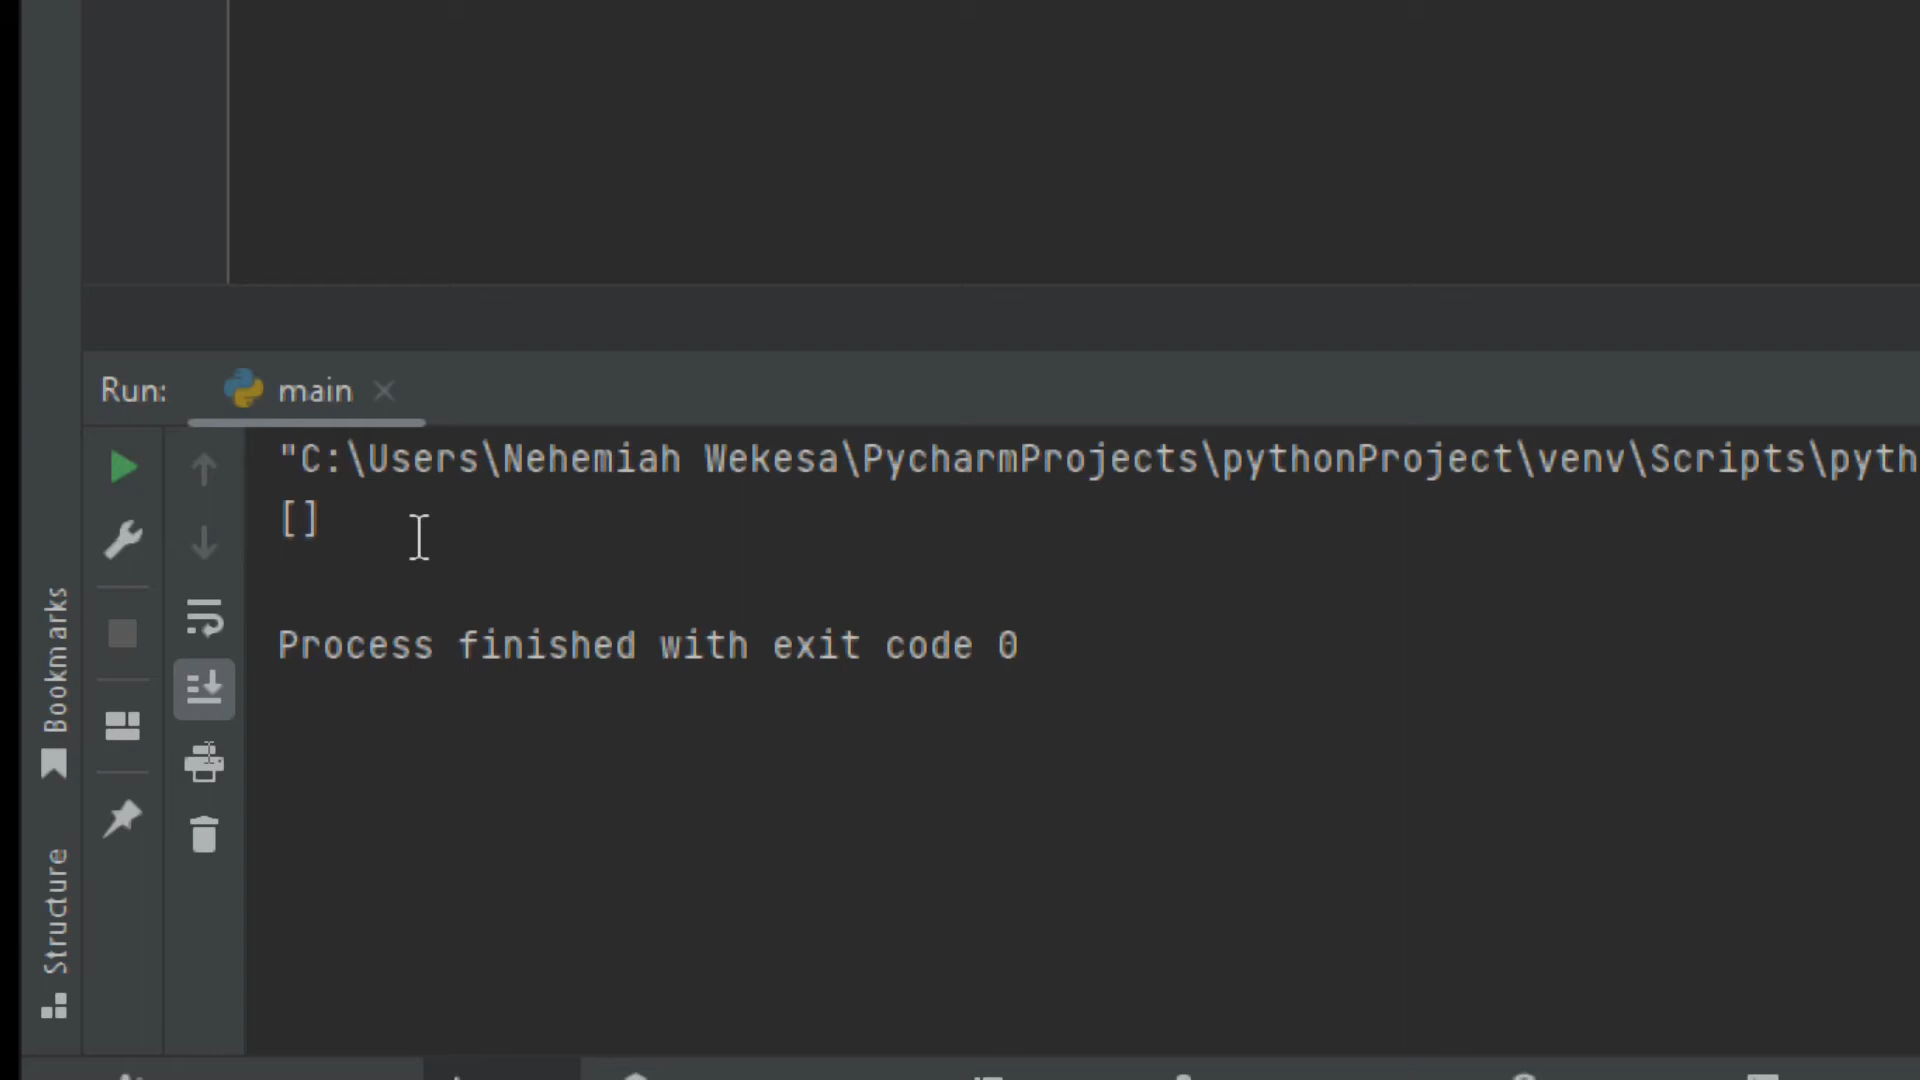 Run: main
"C:\Users\Nehemiah Wekesa\PycharmProjects\pythonProject\venv\Scripts\pyth
[]
Process finished with exit code 0
Bookmarks
Structure